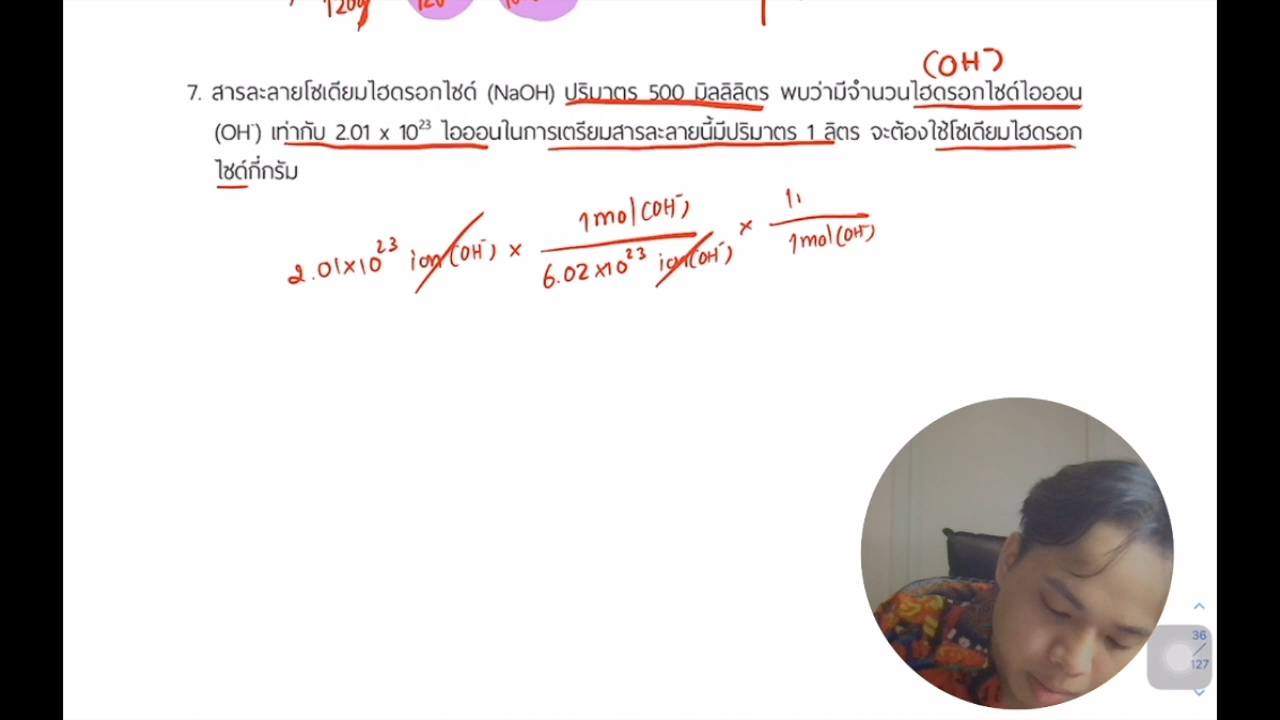 120g
(OH⁻)
7. สารละลายโซเดียมไฮดรอกไซด์ (NaOH) ปริมาตร 500 มิลลิลิตร พบว่ามีจำนวนไฮดรอกไซด์ไอออน
(OH⁻) เท่ากับ 2.01 x 10²³ ไอออนในการเตรียมสารละลายนี้มีปริมาตร 1 ลิตร จะต้องใช้โซเดียมไฮดรอก
ไซด์กี่กรัม
2.01×10²³ ion(OH⁻) × 1mol(OH⁻) / 6.02×10²³ ion(OH⁻) × 1 / 1mol(OH⁻)
36
/
127